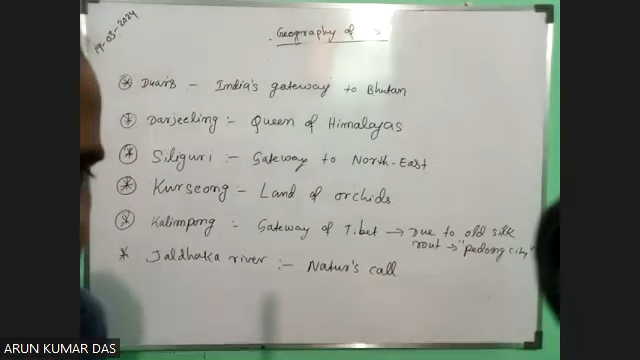 19-03-2024
Geography of
Duars - India's gateway to Bhutan
Darjeeling :- Queen of Himalayas
Siliguri :- Gateway to North-East
Kurseong - Land of orchids
Kalimpong :- Gateway of Tibet → Due to old silk
rout → "Pedong city"
Jaldhaka river :- Natur's call
ARUN KUMAR DAS